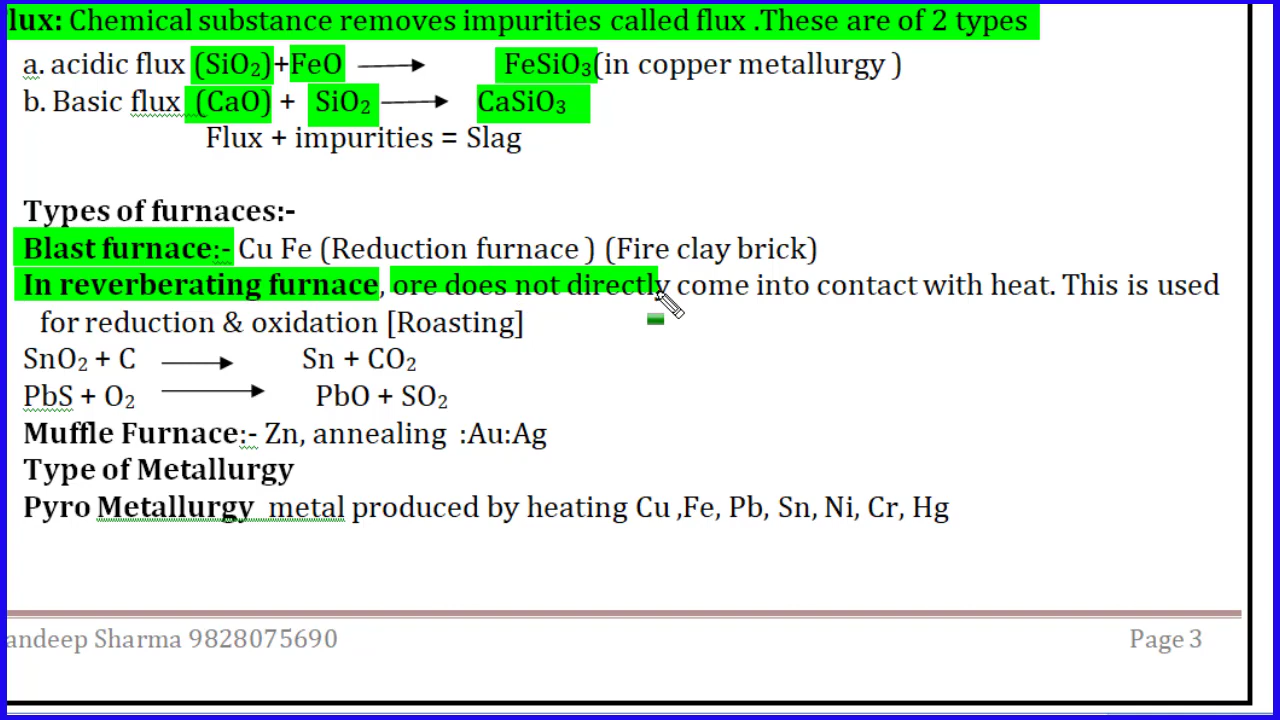 lux: Chemical substance removes impurities called flux .These are of 2 types
a. acidic flux (SiO₂)+FeO ⟶ FeSiO₃(in copper metallurgy )
b. Basic flux (CaO) + SiO₂ ⟶ CaSiO₃
Flux + impurities = Slag
Types of furnaces:-
Blast furnace:- Cu Fe (Reduction furnace ) (Fire clay brick)
In reverberating furnace, ore does not directly come into contact with heat. This is used
for reduction & oxidation [Roasting]
SnO₂ + C ⟶ Sn + CO₂
PbS + O₂ ⟶ PbO + SO₂
Muffle Furnace:- Zn, annealing :Au:Ag
Type of Metallurgy
Pyro Metallurgy metal produced by heating Cu ,Fe, Pb, Sn, Ni, Cr, Hg
andeep Sharma 9828075690 Page 3